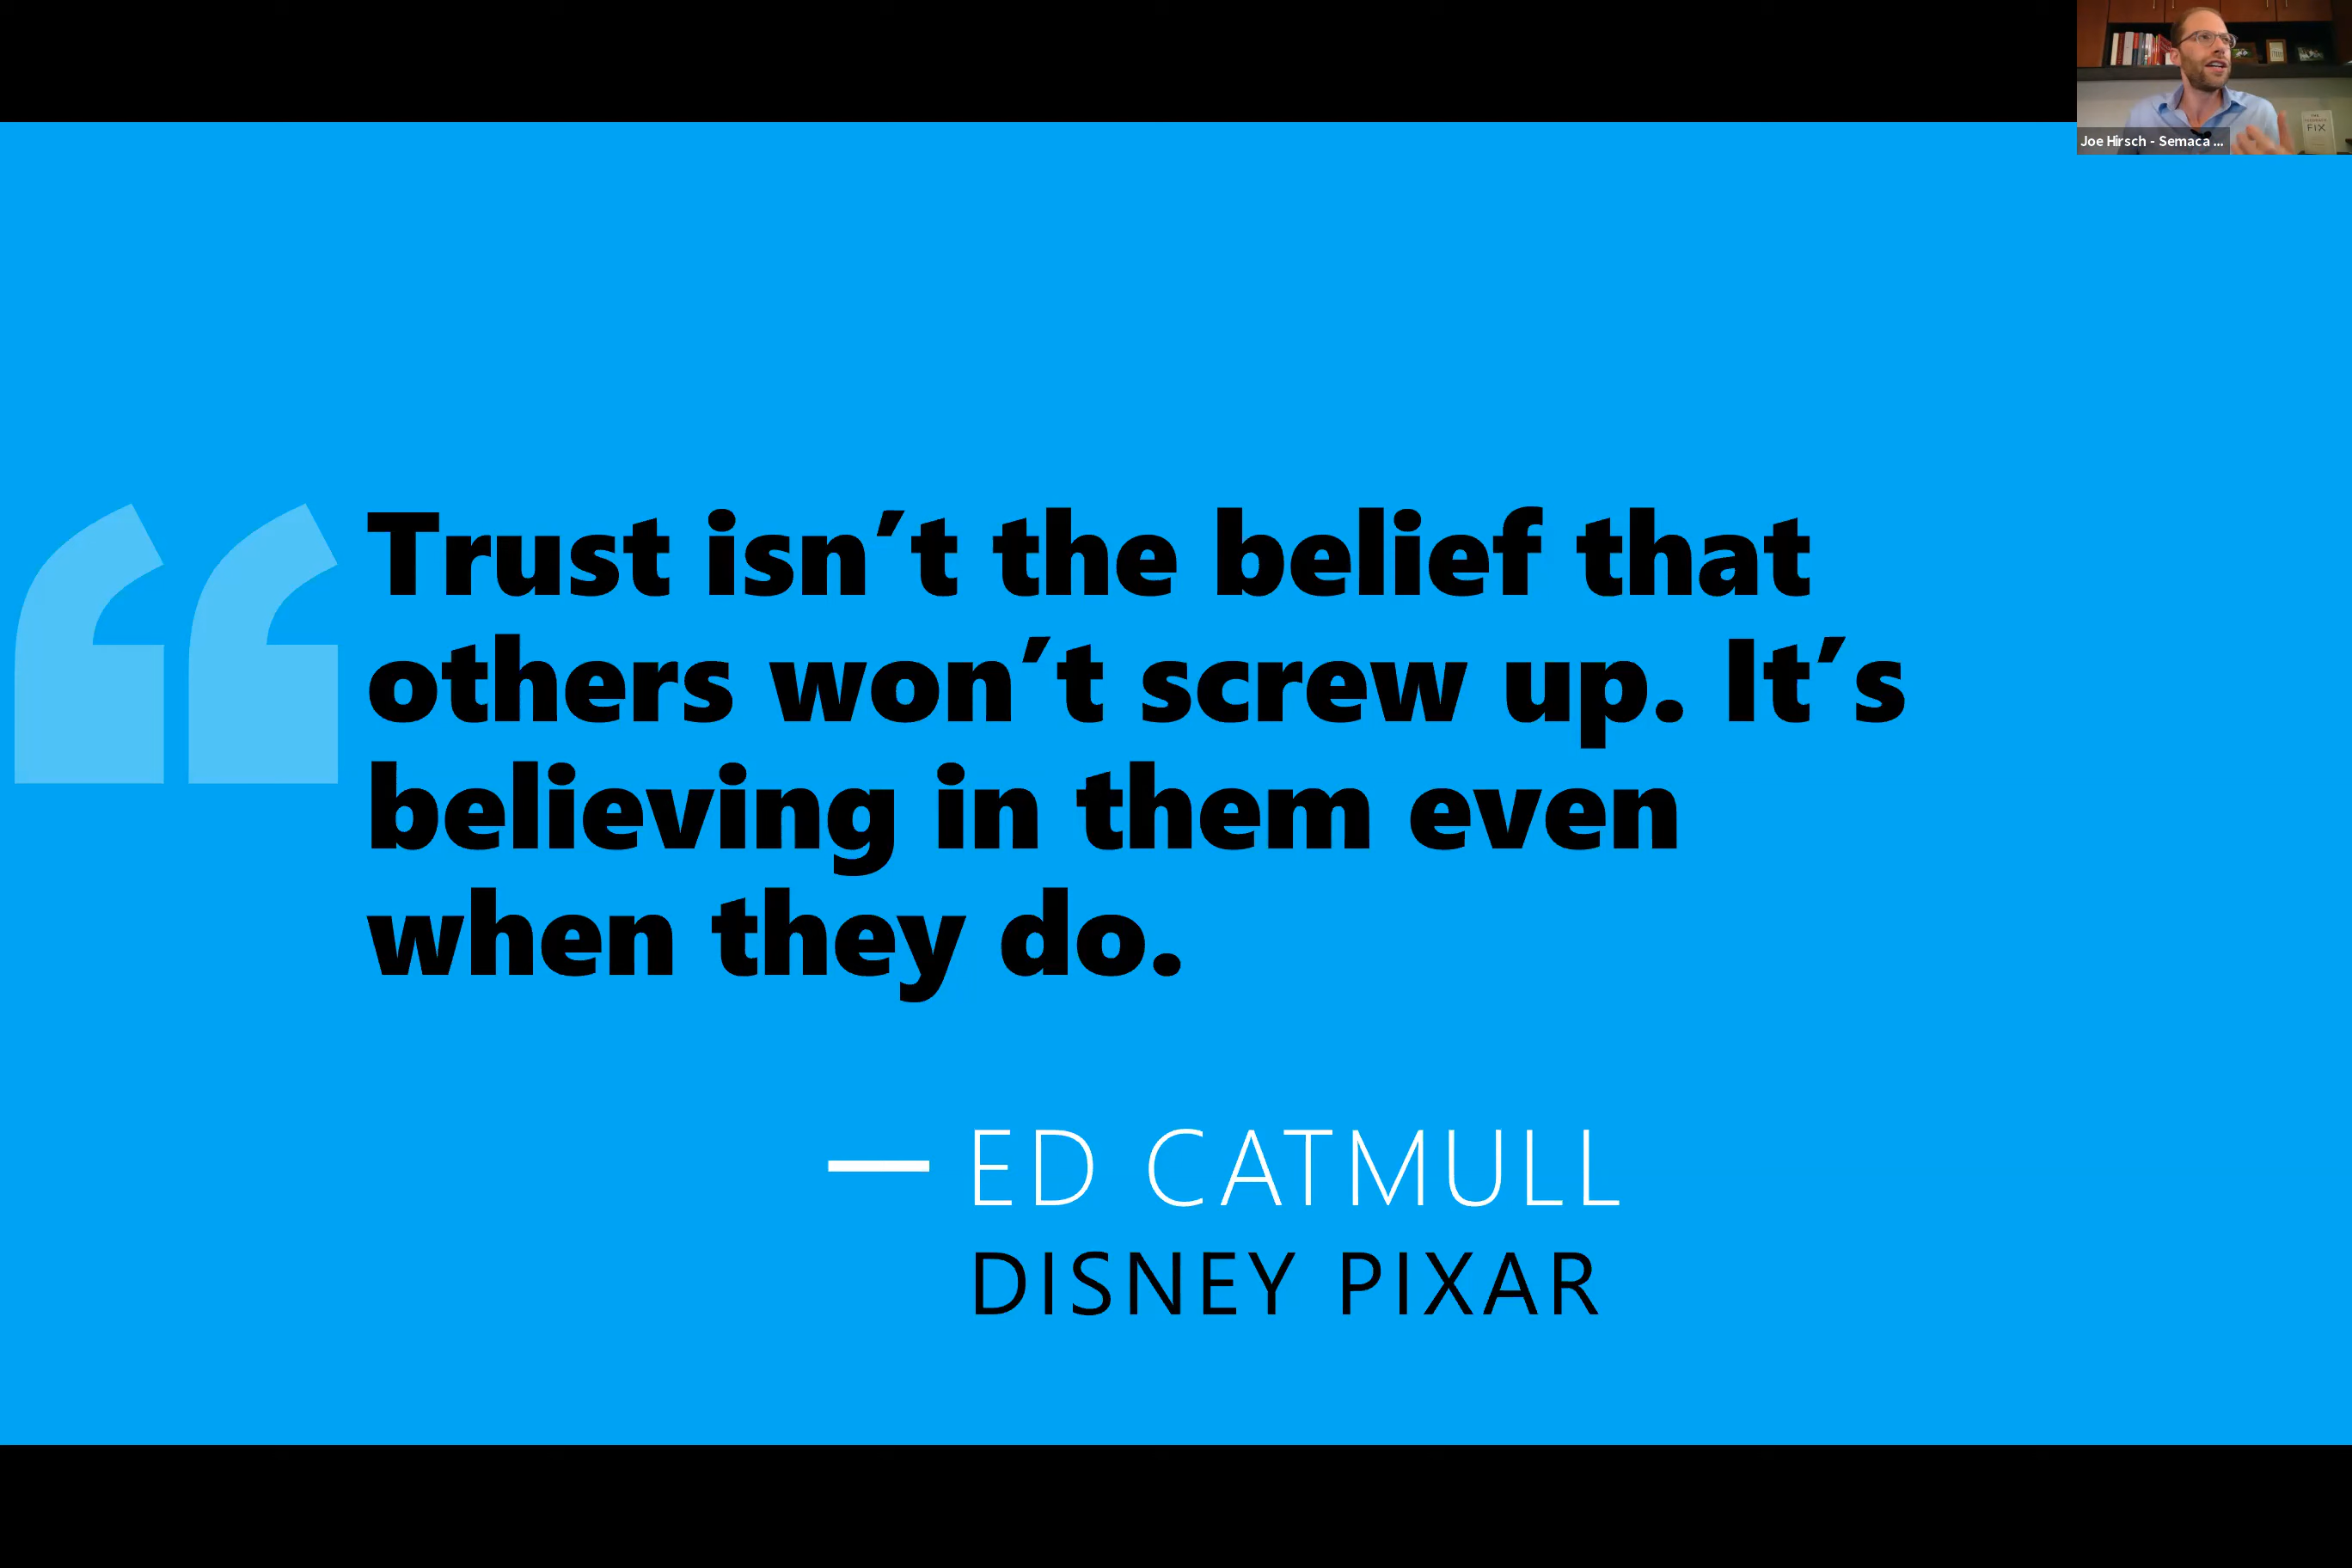 Joe Hirsch - Semaca ...
FIX
“
Trust isn’t the belief that
others won’t screw up. It’s
believing in them even
when they do.
— ED CATMULL
DISNEY PIXAR